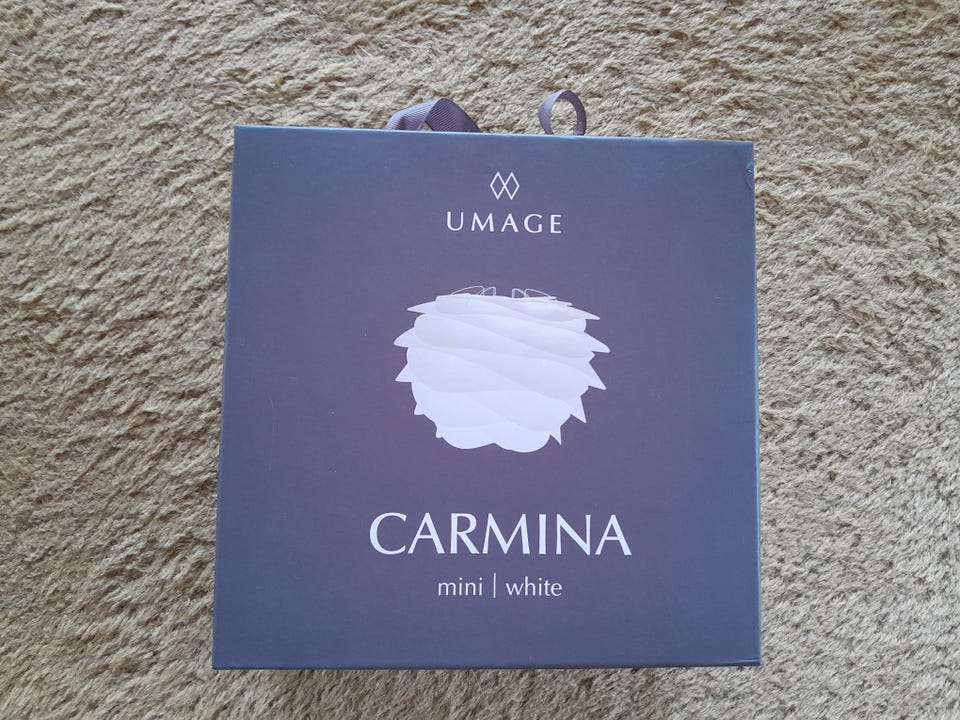 UMAGE
CARMINA
mini | white